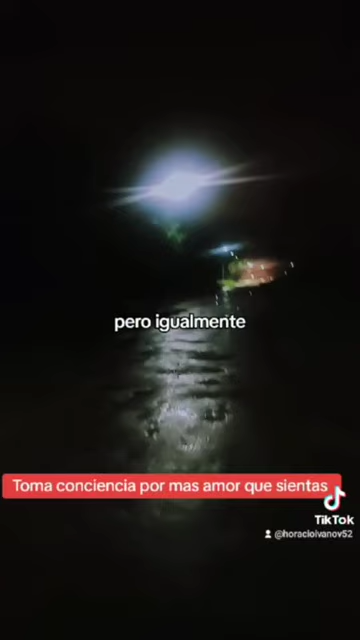 pero igualmente
Toma conciencia por mas amor que sientas
TikTok
@horacioivanov52